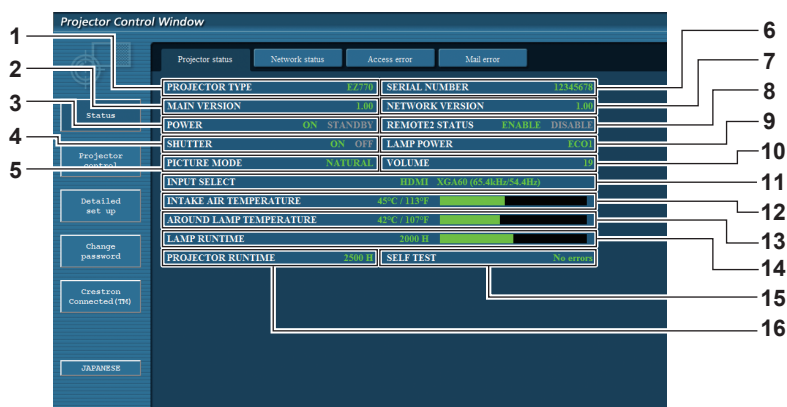 Projector Control Window
Projector status Network status Access error Mail error
1 PROJECTOR TYPE EZ770 SERIAL NUMBER 12345678 6
2 MAIN VERSION 1.00 NETWORK VERSION 1.00 7
3 POWER ON STANDBY REMOTE2 STATUS ENABLE DISABLE 8
4 SHUTTER ON OFF LAMP POWER ECO1 9
5 PICTURE MODE NATURAL VOLUME 19 10
INPUT SELECT HDMI XGA60 (65.4kHz/54.4Hz) 11
INTAKE AIR TEMPERATURE 45°C / 113°F 12
AROUND LAMP TEMPERATURE 42°C / 107°F 13
LAMP RUNTIME 2000 H 14
PROJECTOR RUNTIME 2500 H SELF TEST No errors
15
16
Status
Projector
control
Detailed
set up
Change
password
Crestron
Connected(TM)
JAPANESE